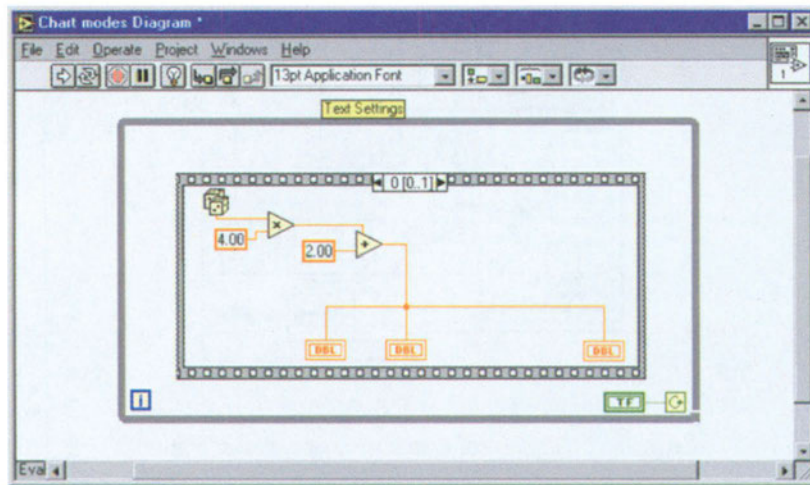 Chart modes Diagram *
File Edit Operate Project Windows Help
13pt Application Font
1
Text Settings
0 [0..1]
4.00
2.00
DBL DBL DBL
i
TF
Eval